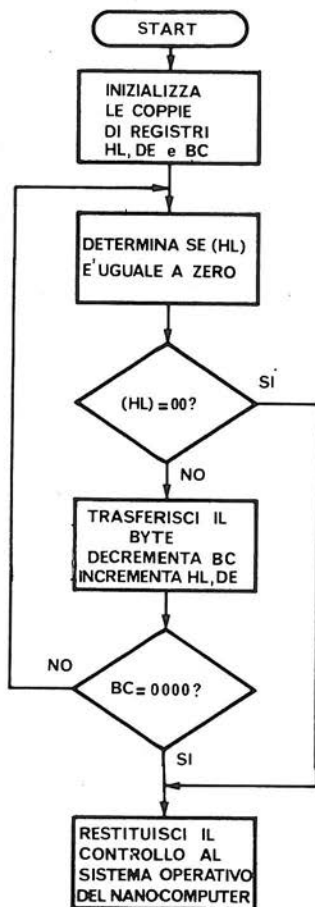 START
INIZIALIZZA
LE COPPIE
DI REGISTRI
HL, DE e BC
DETERMINA SE (HL)
E' UGUALE A ZERO
(HL) = 00?
SI
NO
TRASFERISCI IL
BYTE
DECREMENTA BC
INCREMENTA HL, DE
NO
BC = 0000?
SI
RESTITUISCI IL
CONTROLLO AL
SISTEMA OPERATIVO
DEL NANOCOMPUTER